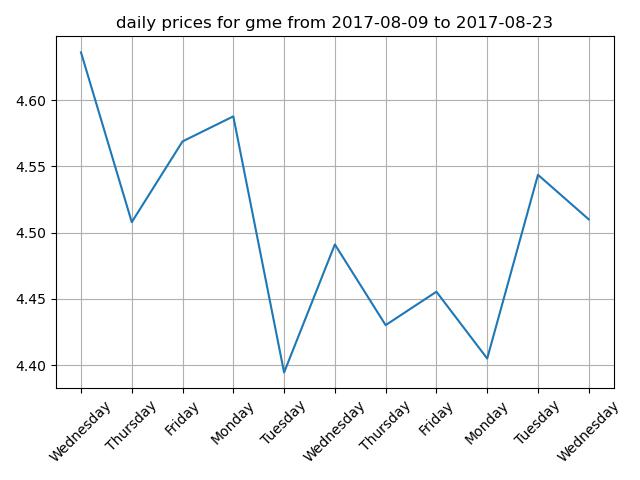 daily prices for gme from 2017-08-09 to 2017-08-23
4.60
4.55
4.50
4.45
4.40
Wednesday
Thursday
Friday
Monday
Tuesday
Wednesday
Thursday
Friday
Monday
Tuesday
Wednesday